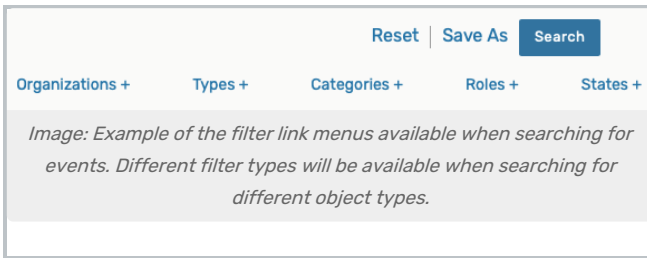 Reset | Save As Search
Organizations + Types + Categories + Roles + States +
Image: Example of the filter link menus available when searching for
events. Different filter types will be available when searching for
different object types.